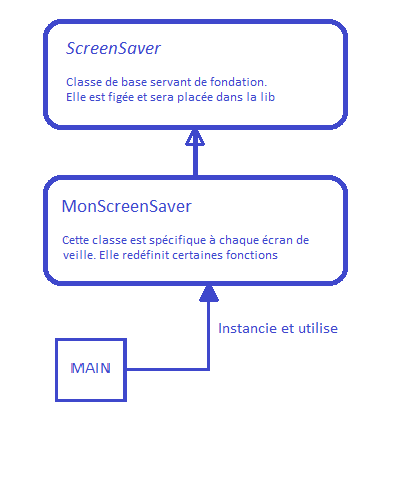 ScreenSaver
Classe de base servant de fondation.
Elle est figée et sera placée dans la lib
MonScreenSaver
Cette classe est spécifique à chaque écran de
veille. Elle redéfinit certaines fonctions
Instancie et utilise
MAIN